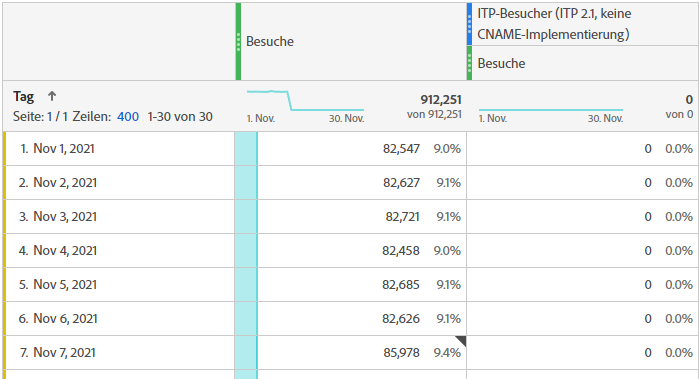 Besuche
ITP-Besucher (ITP 2.1, keine
CNAME-Implementierung)
Besuche
Tag ↑
Seite: 1 / 1 Zeilen: 400 1-30 von 30
1. Nov. 30. Nov.
912,251
von 912,251
1. Nov. 30. Nov.
0
von 0
1. Nov 1, 2021 82,547 9.0% 0 0.0%
2. Nov 2, 2021 82,627 9.1% 0 0.0%
3. Nov 3, 2021 82,721 9.1% 0 0.0%
4. Nov 4, 2021 82,458 9.0% 0 0.0%
5. Nov 5, 2021 82,685 9.1% 0 0.0%
6. Nov 6, 2021 82,626 9.1% 0 0.0%
7. Nov 7, 2021 85,978 9.4% 0 0.0%